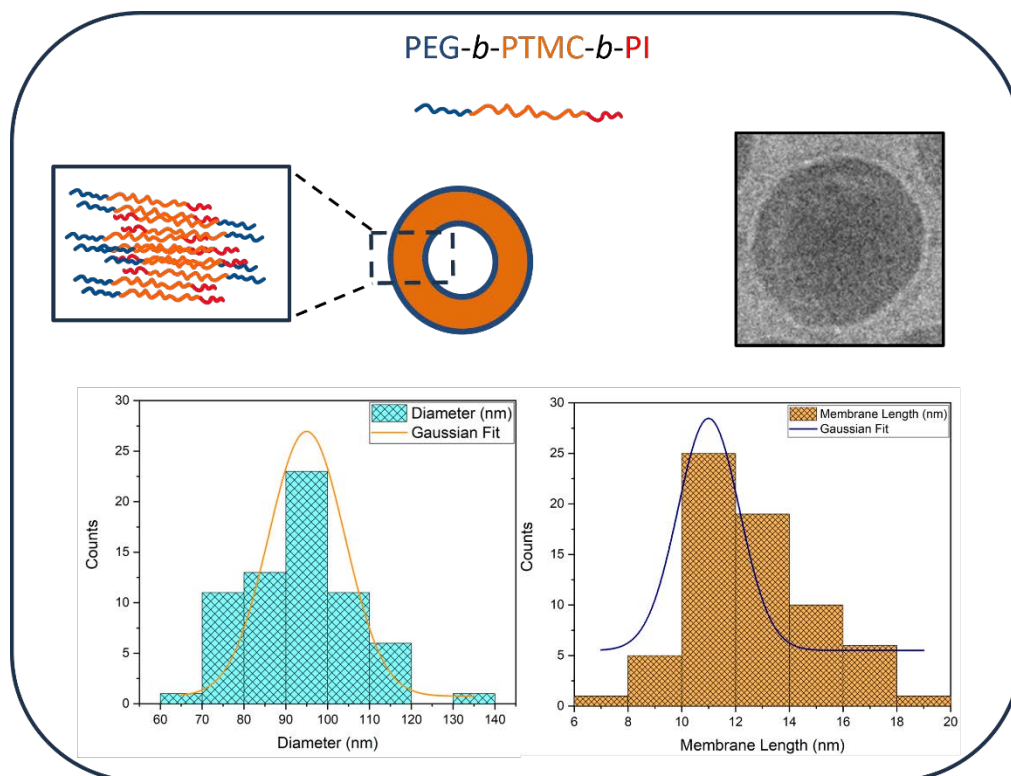 PEG-b-PTMC-b-PI
30
25
20
15
10
5
0
Counts
Diameter (nm)
Gaussian Fit
60 70 80 90 100 110 120 130 140
Diameter (nm)
30
25
20
15
10
5
0
Counts
Membrane Length (nm)
Gaussian Fit
6 8 10 12 14 16 18 20
Membrane Length (nm)